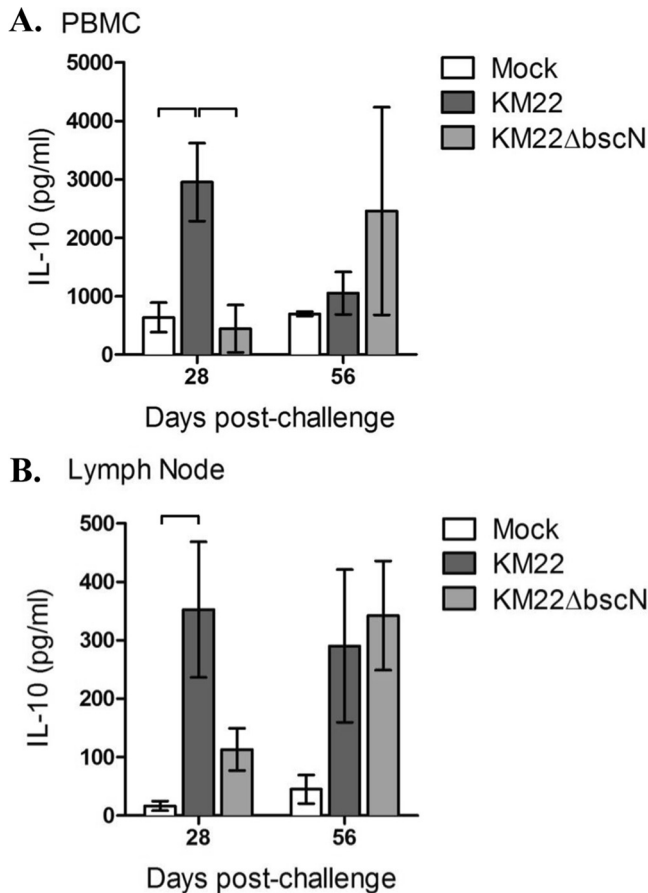 A. PBMC
5000
4000
3000
2000
1000
0
IL-10 (pg/ml)
28
56
Days post-challenge
Mock
KM22
KM22ΔbscN
B. Lymph Node
500
400
300
200
100
0
IL-10 (pg/ml)
28
56
Days post-challenge
Mock
KM22
KM22ΔbscN